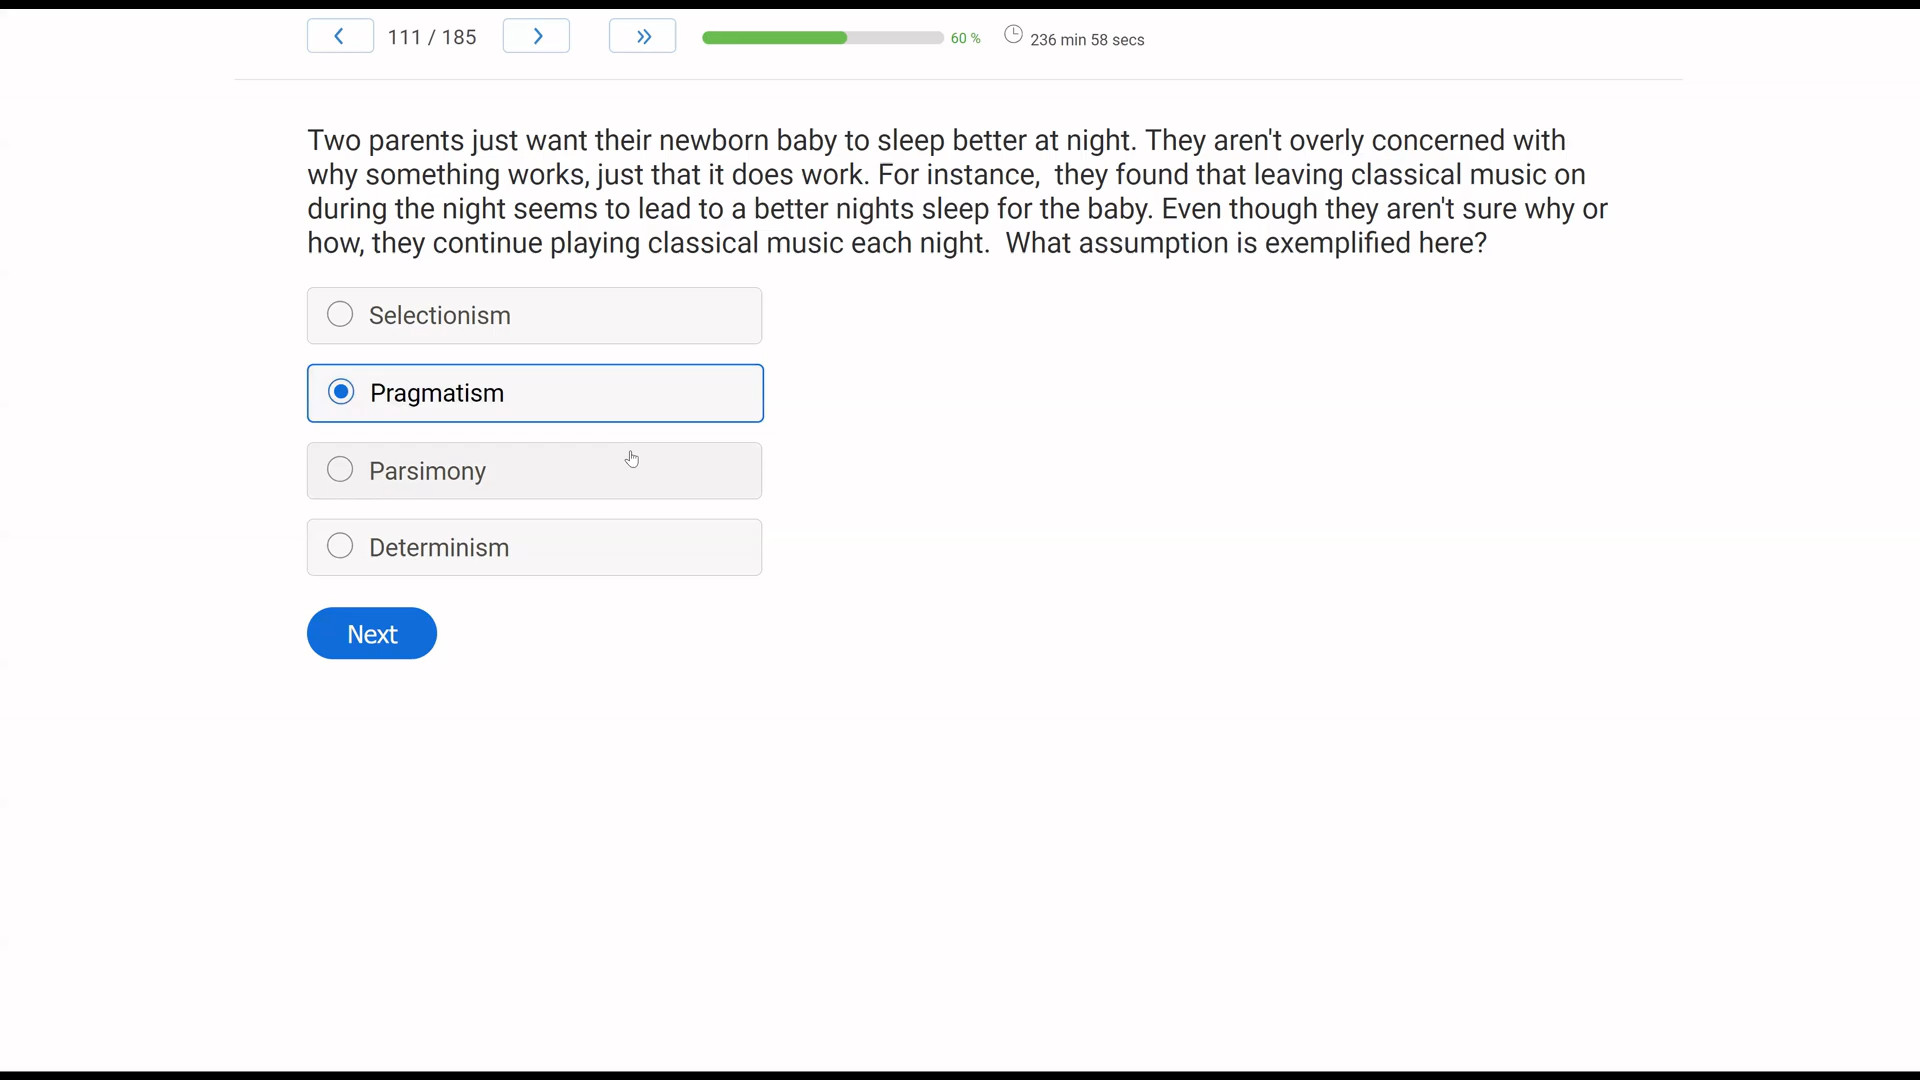 111 / 185
60 %
236 min 58 secs
Two parents just want their newborn baby to sleep better at night. They aren't overly concerned with
why something works, just that it does work. For instance,  they found that leaving classical music on
during the night seems to lead to a better nights sleep for the baby. Even though they aren't sure why or
how, they continue playing classical music each night.  What assumption is exemplified here?
Selectionism
Pragmatism
Parsimony
Determinism
Next